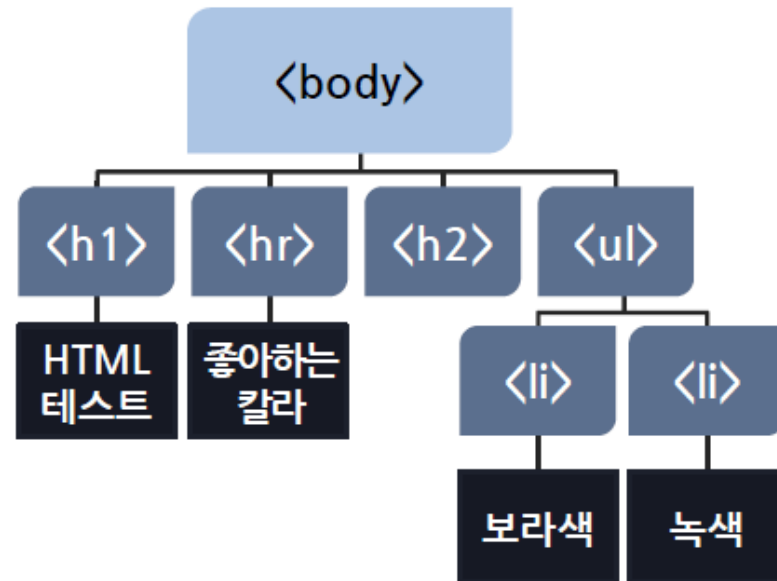 <body>
<h1>
<hr>
<h2>
<ul>
HTML
테스트
좋아하는
칼라
<li>
<li>
보라색
녹색